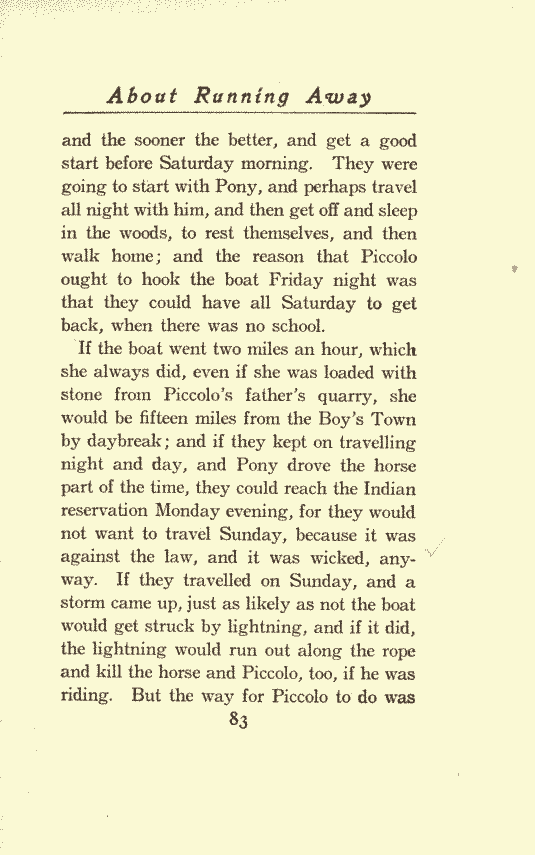 About Running Away
and the sooner the better, and get a good
start before Saturday morning. They were
going to start with Pony, and perhaps travel
all night with him, and then get off and sleep
in the woods, to rest themselves, and then
walk home; and the reason that Piccolo
ought to hook the boat Friday night was
that they could have all Saturday to get
back, when there was no school.
If the boat went two miles an hour, which
she always did, even if she was loaded with
stone from Piccolo's father's quarry, she
would be fifteen miles from the Boy's Town
by daybreak; and if they kept on travelling
night and day, and Pony drove the horse
part of the time, they could reach the Indian
reservation Monday evening, for they would
not want to travel Sunday, because it was
against the law, and it was wicked, any-
way. If they travelled on Sunday, and a
storm came up, just as likely as not the boat
would get struck by lightning, and if it did,
the lightning would run out along the rope
and kill the horse and Piccolo, too, if he was
riding. But the way for Piccolo to do was
83